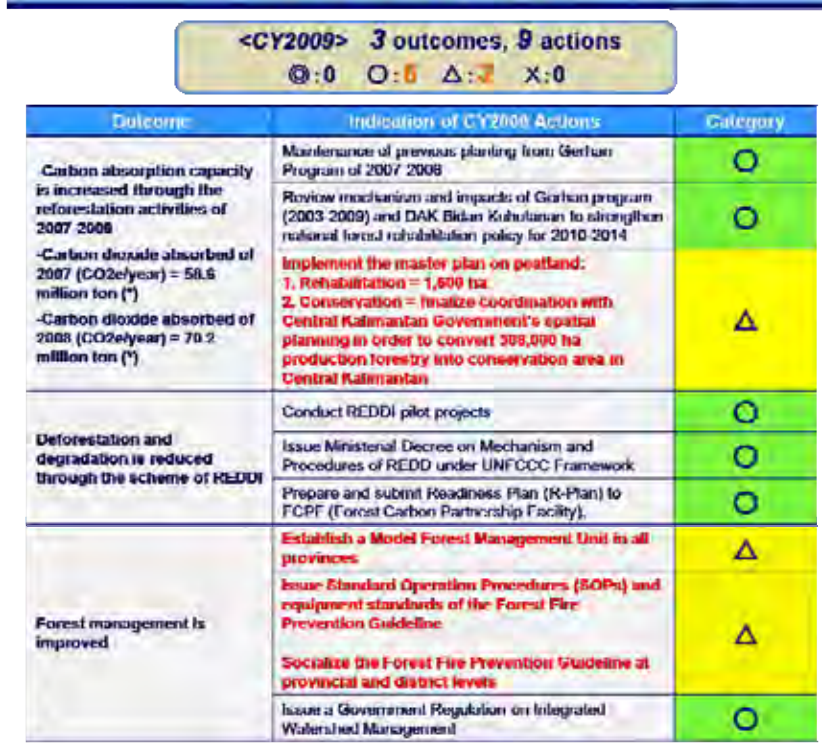 <CY2009> 3 outcomes, 9 actions
◎:0 ○: △: X:0
Outcome
Indication of CY2008 Actions
Category
-Carbon absorption capacity
is increased through the
reforestation activities of
2007-2008
-Carbon dioxide absorbed of
2007 (CO2e/year) = 58.6
million ton (*)
-Carbon dioxide absorbed of
2008 (CO2e/year) = 70.2
million ton (*)
Maintenance of previous planting from Gerhan
Program of 2007-2008
○
Review mechanism and impacts of Gerhan program
(2003-2009) and DAK Bidan Kehutanan to strengthen
national forest rehabilitation policy for 2010-2014
○
Implement the master plan on peatland:
1. Rehabilitation = 1,600 ha
2. Conservation = finalize coordination with
Central Kalimantan Government's spatial
planning in order to convert ha
production forestry into conservation area in
Central Kalimantan
△
Deforestation and
degradation is reduced
through the scheme of REDDI
Conduct REDDI pilot projects
○
Issue Ministerial Decree on Mechanism and
Procedures of REDD under UNFCCC Framework
○
Prepare and submit Readiness Plan (R-Plan) to
FCPF (Forest Carbon Partnership Facility).
○
Forest management is
improved
Establish a Model Forest Management Unit in all
provinces
△
Issue Standard Operation Procedures (SOPs) and
equipment standards of the Forest Fire
Prevention Guideline
Socialize the Forest Fire Prevention Guideline at
provincial and district levels
△
Issue a Government Regulation on Integrated
Watershed Management
○